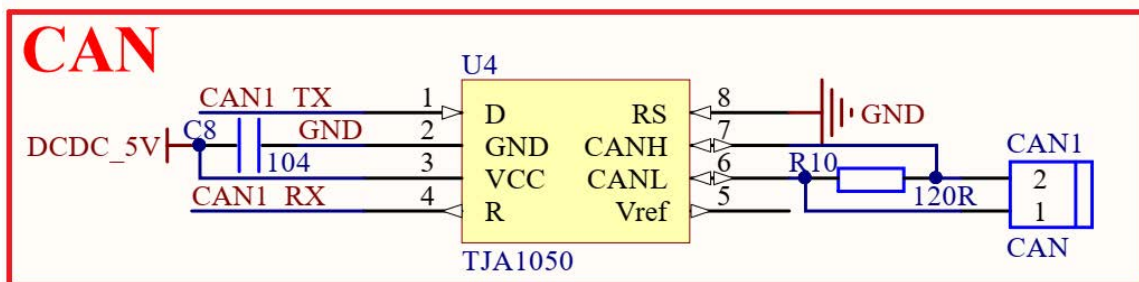 CAN
U4
CAN1_TX 1 D RS 8 GND
DCDC_5V C8 104 GND 2 GND CANH 7 CAN1
3 VCC CANL 6 R10 120R 2
CAN1_RX 4 R Vref 5 1
TJA1050 CAN